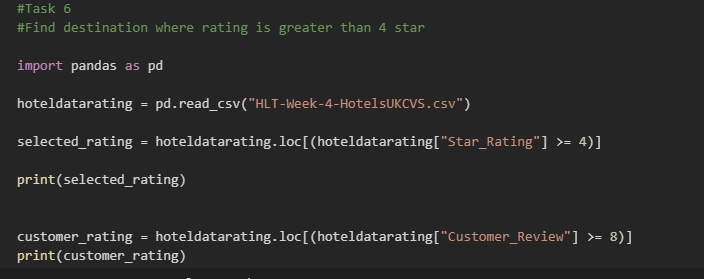 #Task 6
#Find destination where rating is greater than 4 star
import pandas as pd
hoteldatarating = pd.read_csv("HLT-Week-4-HotelsUKCVS.csv")
selected_rating = hoteldatarating.loc[(hoteldatarating["Star_Rating"] >= 4)]
print(selected_rating)
customer_rating = hoteldatarating.loc[(hoteldatarating["Customer_Review"] >= 8)]
print(customer_rating)